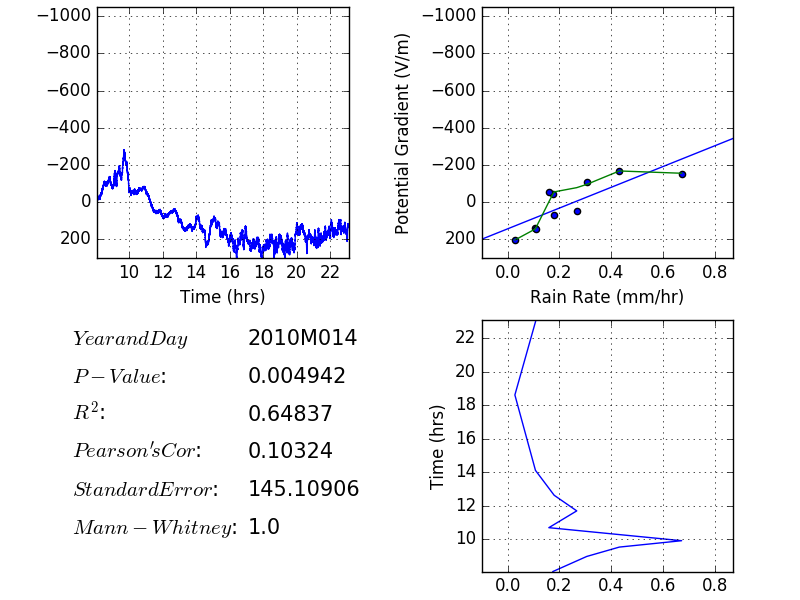 −1000
−800
−600
−400
−200
0
200
10 12 14 16 18 20 22
Time (hrs)
Potential Gradient (V/m)
−1000
−800
−600
−400
−200
0
200
0.0 0.2 0.4 0.6 0.8
Rain Rate (mm/hr)
YearandDay 2010M014
P−Value: 0.004942
R²: 0.64837
Pearson'sCor: 0.10324
StandardError: 145.10906
Mann−Whitney: 1.0
Time (hrs)
22
20
18
16
14
12
10
0.0 0.2 0.4 0.6 0.8